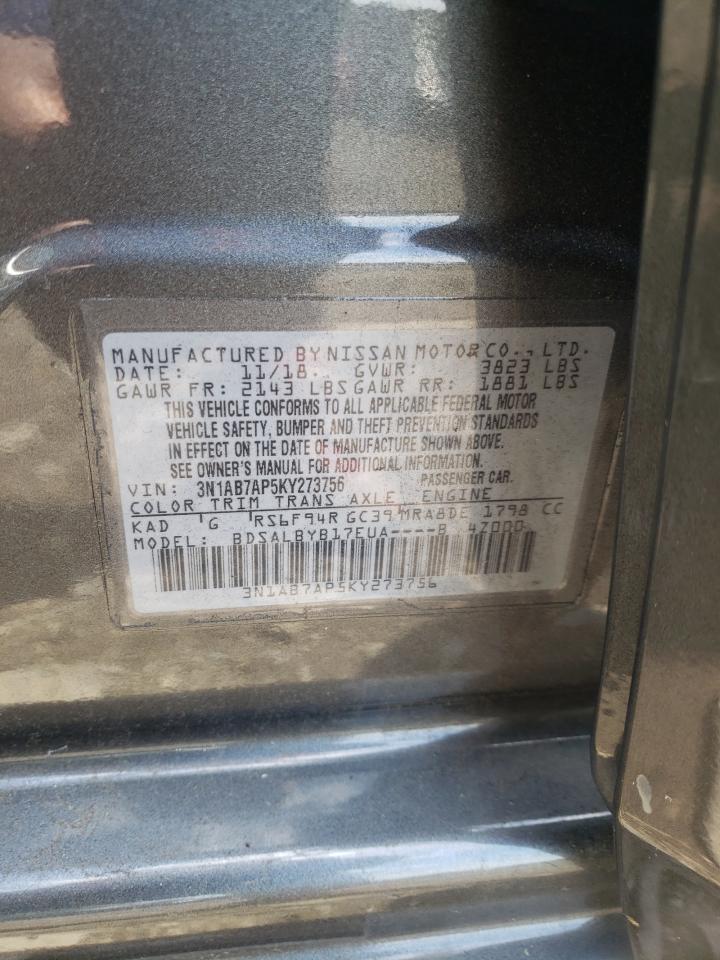 MANUFACTURED BY NISSAN MOTOR CO., LTD.
DATE: 11/18 GVWR: 3823 LBS
GAWR FR: 2143 LBS GAWR RR: 1881 LBS
THIS VEHICLE CONFORMS TO ALL APPLICABLE FEDERAL MOTOR
VEHICLE SAFETY, BUMPER AND THEFT PREVENTION STANDARDS
IN EFFECT ON THE DATE OF MANUFACTURE SHOWN ABOVE.
SEE OWNER'S MANUAL FOR ADDITIONAL INFORMATION.
VIN: 3N1AB7AP5KY273756 PASSENGER CAR.
COLOR TRIM TRANS AXLE ENGINE
KAD G RS6F94R GC39 MRA8DE 1798 CC
MODEL: BDSALBYB17EUA----B 4Z000
3N1AB7AP5KY273756